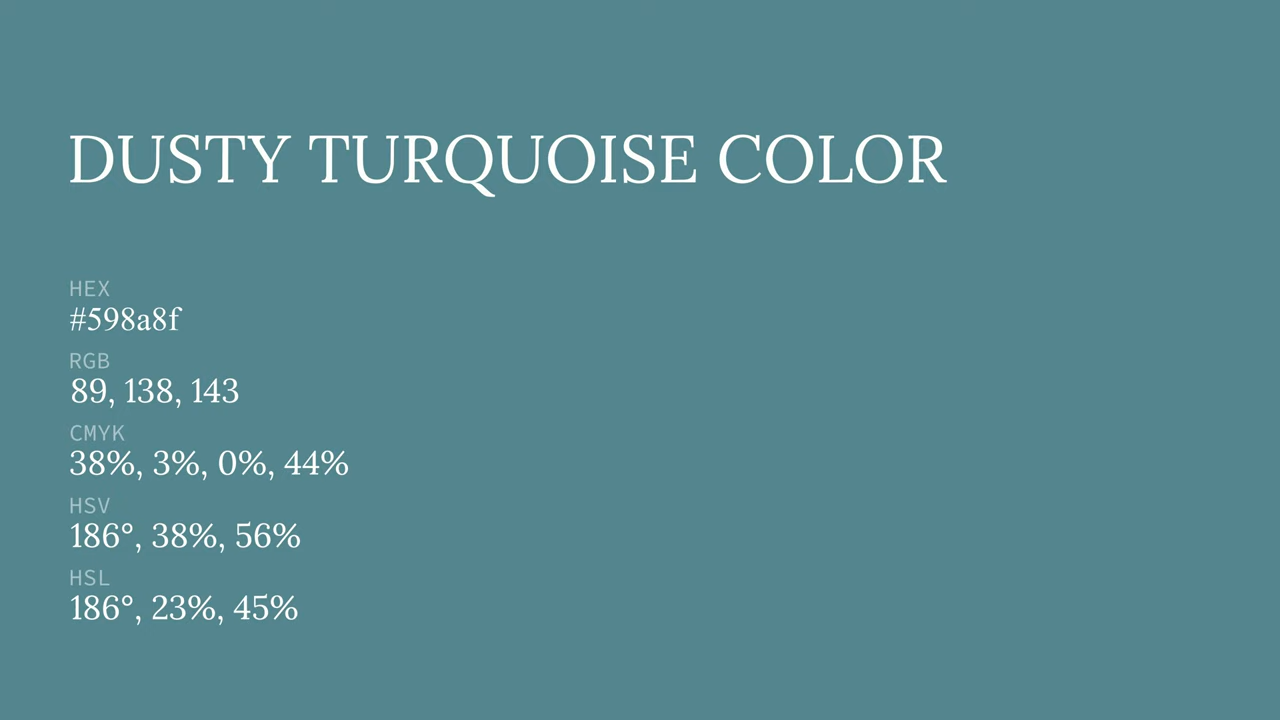 DUSTY TURQUOISE COLOR
HEX
#598a8f
RGB
89, 138, 143
CMYK
38%, 3%, 0%, 44%
HSV
186°, 38%, 56%
HSL
186°, 23%, 45%